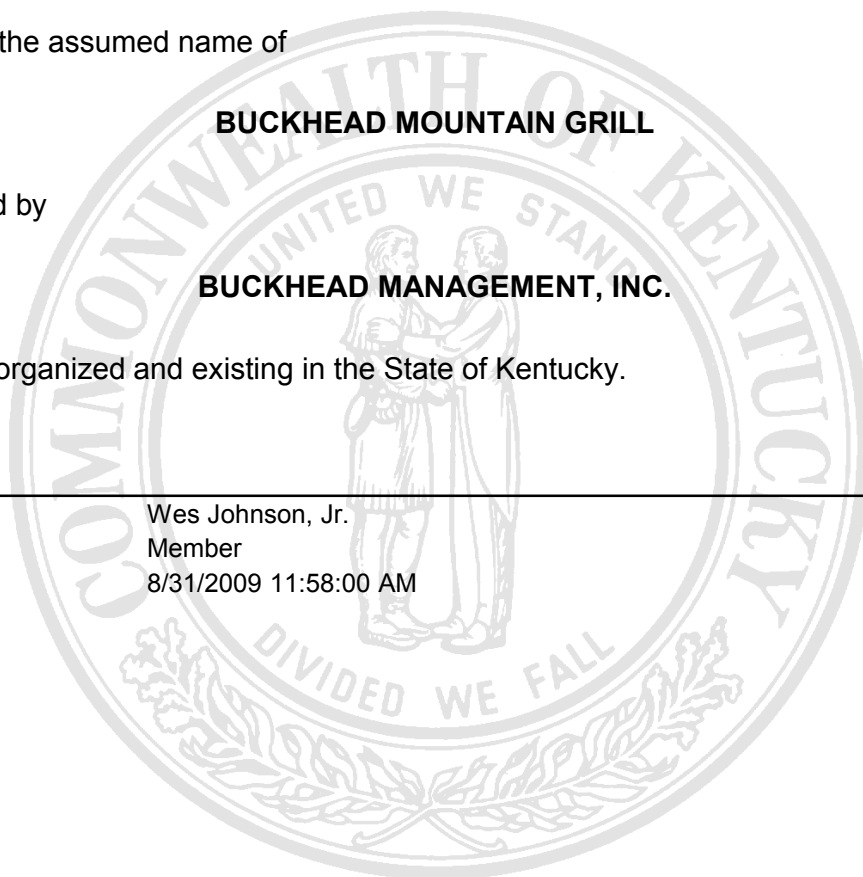 the assumed name of
BUCKHEAD MOUNTAIN GRILL
d by
BUCKHEAD MANAGEMENT, INC.
organized and existing in the State of Kentucky.
Wes Johnson, Jr.
Member
8/31/2009 11:58:00 AM
COMMONWEALTH OF KENTUCKY
UNITED WE STAND
DIVIDED WE FALL